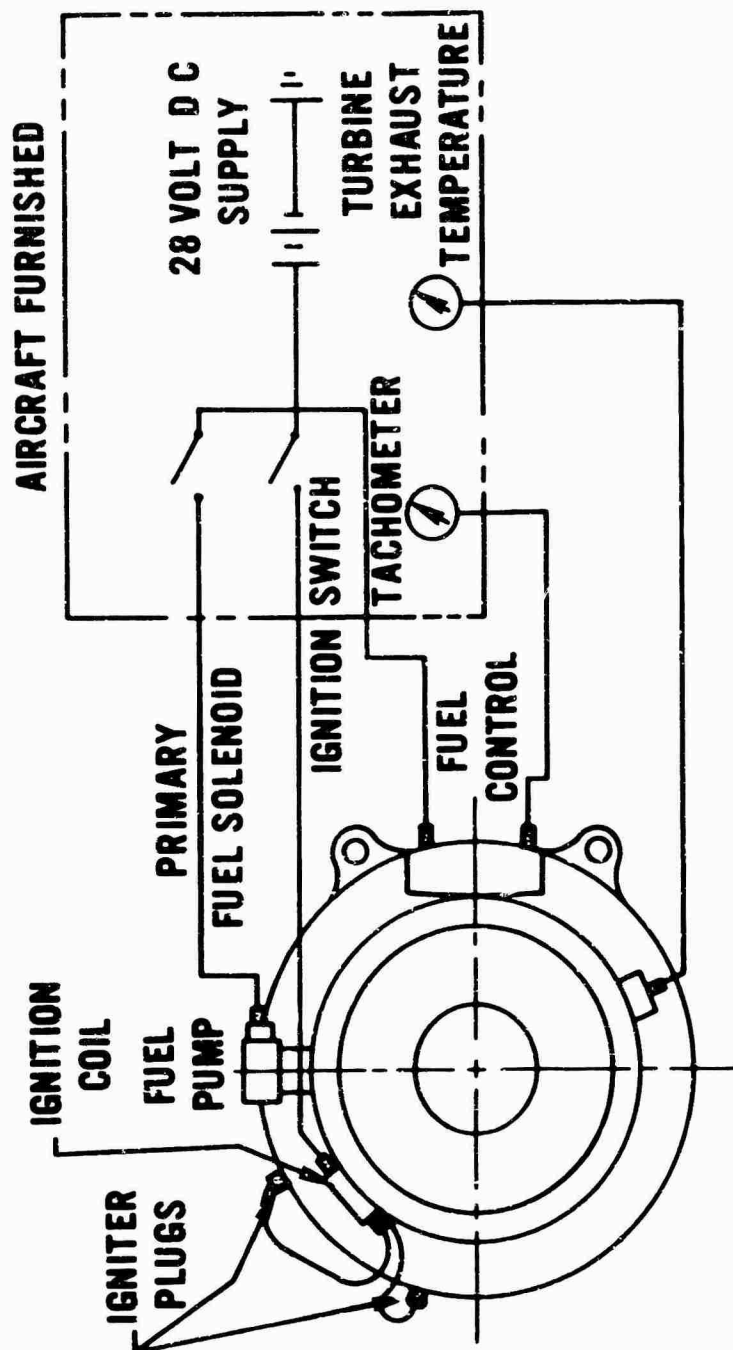 AIRCRAFT FURNISHED
28 VOLT D C
SUPPLY
TURBINE
EXHAUST
TEMPERATURE
TACHOMETER
IGNITION SWITCH
PRIMARY
FUEL SOLENOID
FUEL
CONTROL
IGNITION
COIL
FUEL
PUMP
IGNITER
PLUGS